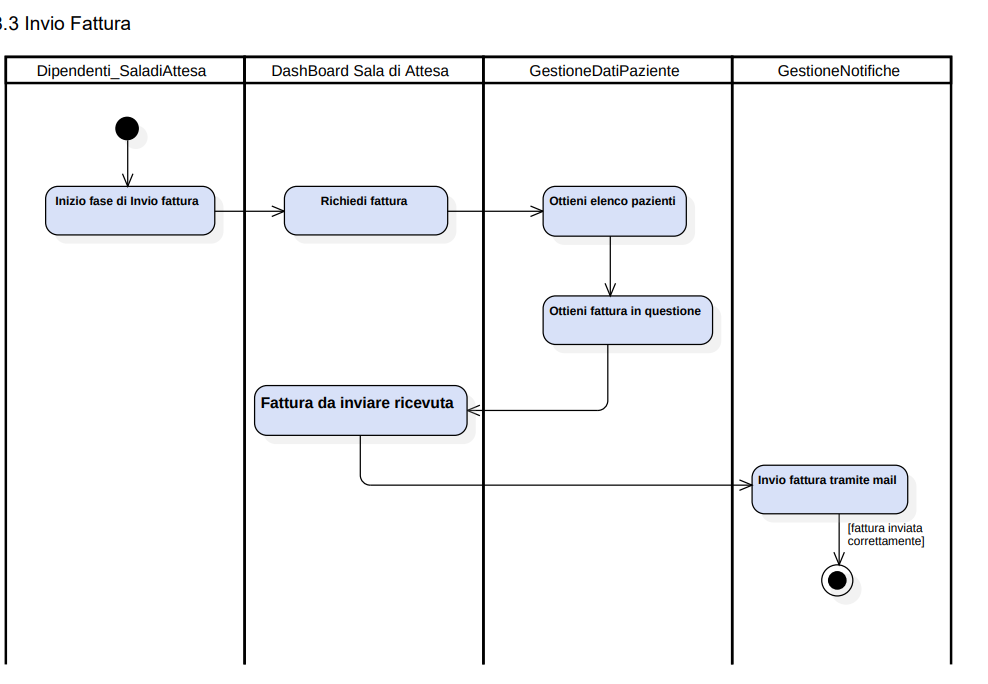 .3 Invio Fattura
Dipendenti_SaladiAttesa
DashBoard Sala di Attesa
GestioneDatiPaziente
GestioneNotifiche
Inizio fase di Invio fattura
Richiedi fattura
Ottieni elenco pazienti
Ottieni fattura in questione
Fattura da inviare ricevuta
Invio fattura tramite mail
[fattura inviata
correttamente]